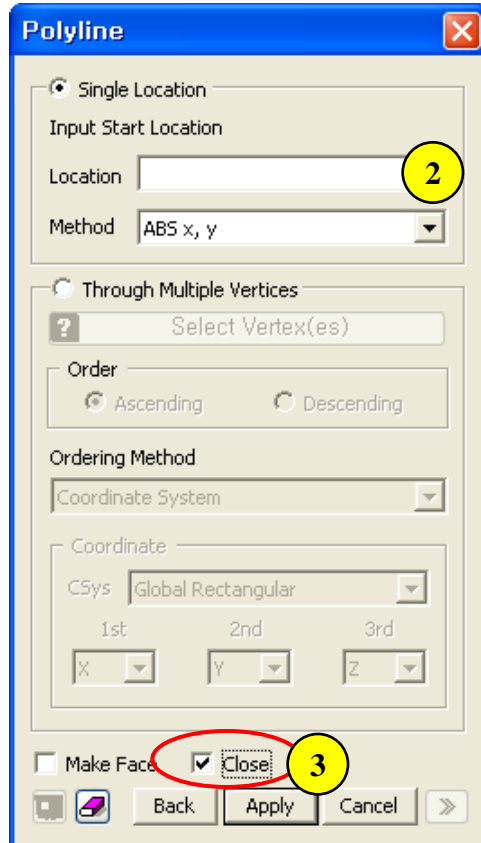 Polyline
Single Location
Input Start Location
Location 2
Method ABS x, y
Through Multiple Vertices
? Select Vertex(es)
Order
Ascending Descending
Ordering Method
Coordinate System
Coordinate
CSys Global Rectangular
1st 2nd 3rd
X Y Z
Make Face Close 3
Back Apply Cancel »